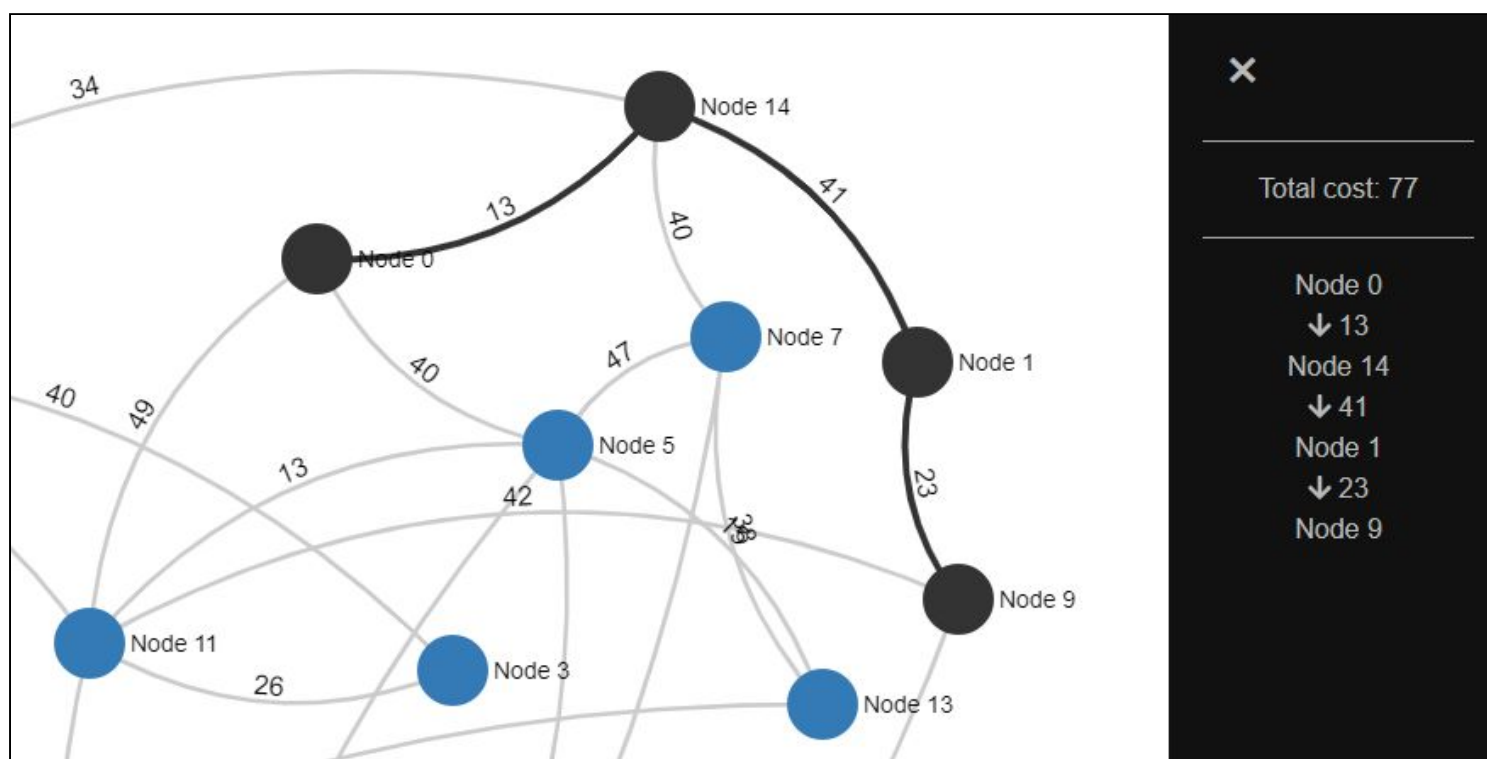 34
Node 14
41
13
40
Node 0
Node 7
47
Node 1
40
40
49
Node 5
13
42
23
38
Node 9
Node 11
Node 3
26
Node 13
Total cost: 77
Node 0
↓ 13
Node 14
↓ 41
Node 1
↓ 23
Node 9